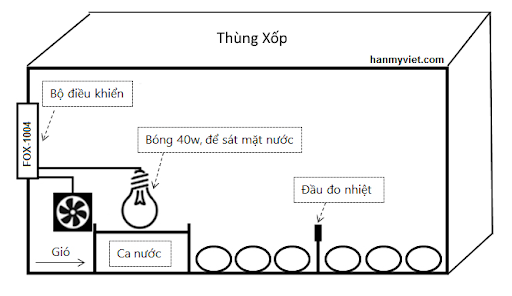 Thùng Xốp
hanmyviet.com
Bộ điều khiển
FOX-1004
Bóng 40w, để sát mặt nước
Đầu đo nhiệt
Gió
Ca nước